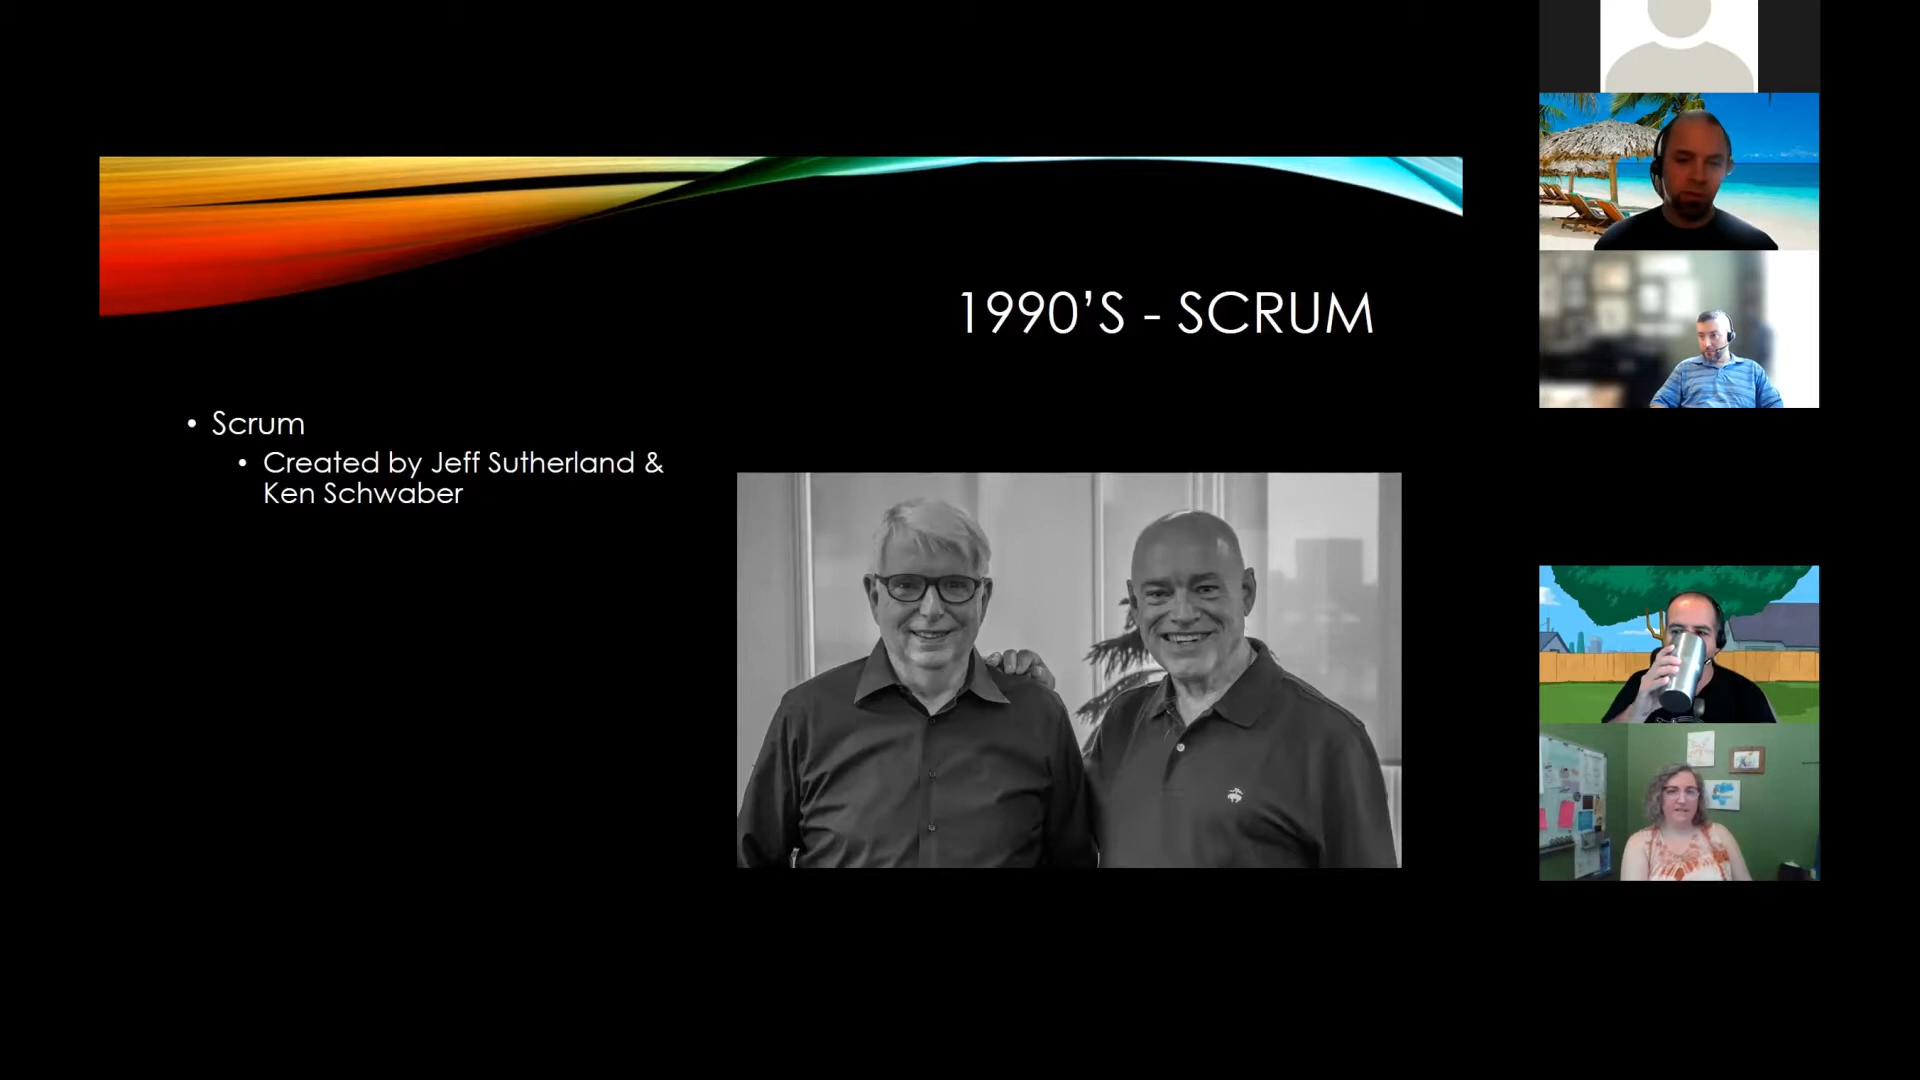 1990'S - SCRUM
• Scrum
• Created by Jeff Sutherland &
Ken Schwaber